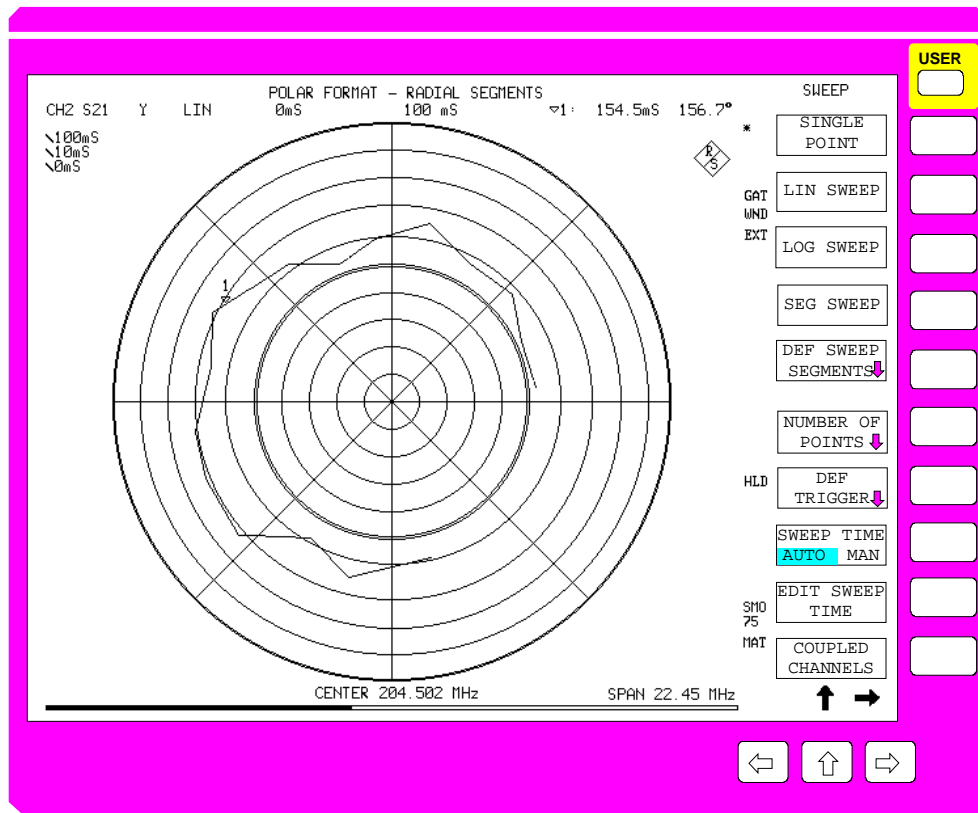 USER
POLAR FORMAT – RADIAL SEGMENTS
SWEEP
CH2 S21 Y LIN 0mS 100 mS ▽1: 154.5mS 156.7°
\100mS
\10mS
\0mS
R
S
1
*
GAT
WND
EXT
HLD
SMO
75
MAT
SINGLE
POINT
LIN SWEEP
LOG SWEEP
SEG SWEEP
DEF SWEEP
SEGMENTS
NUMBER OF
POINTS
DEF
TRIGGER
SWEEP TIME
AUTO MAN
EDIT SWEEP
TIME
COUPLED
CHANNELS
CENTER 204.502 MHz SPAN 22.45 MHz